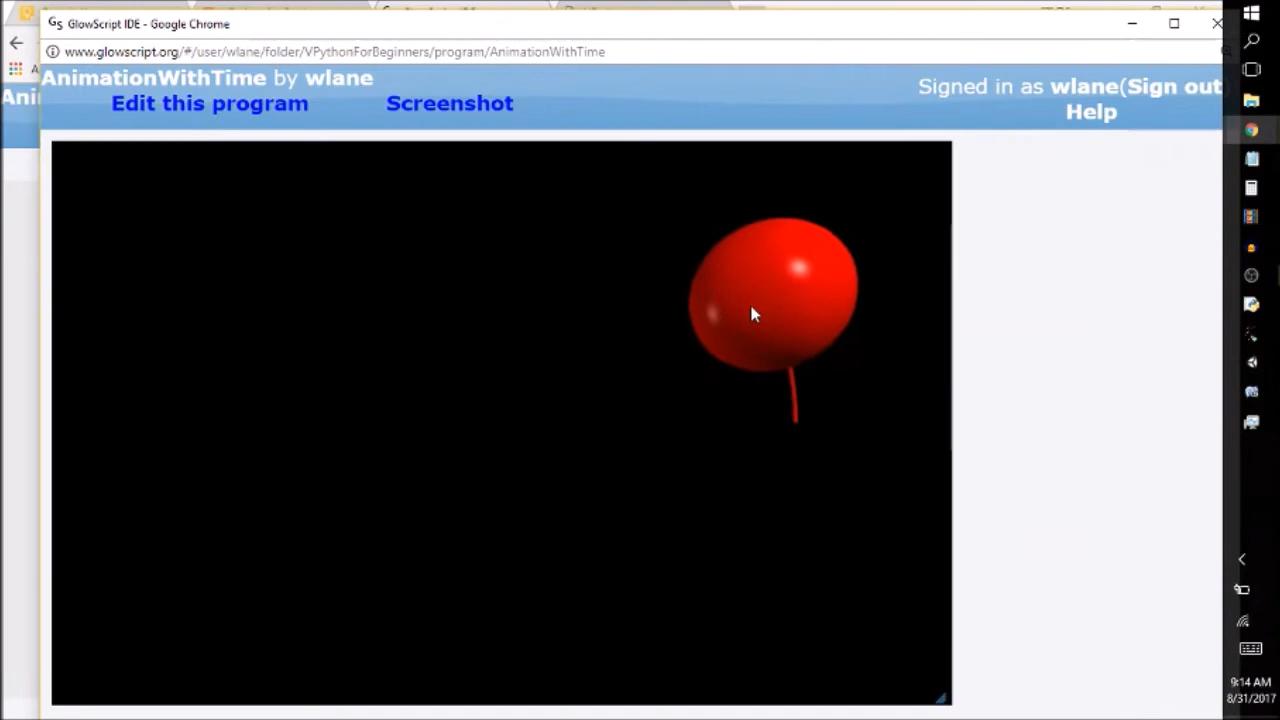 GlowScript IDE - Google Chrome
www.glowscript.org/#/user/wlane/folder/VPythonForBeginners/program/AnimationWithTime
AnimationWithTime by wlane
Signed in as wlane(Sign out
Edit this program
Screenshot
Help
Ani
A
9:14 AM
8/31/2017